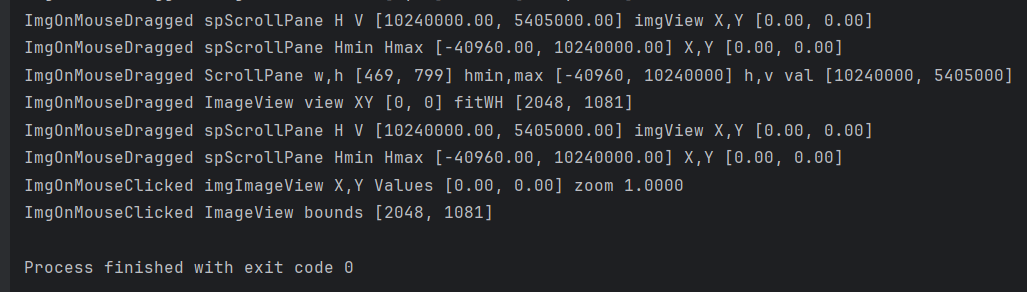 ImgOnMouseDragged spScrollPane H V [10240000.00, 5405000.00] imgView X,Y [0.00, 0.00]
ImgOnMouseDragged spScrollPane Hmin Hmax [-40960.00, 10240000.00] X,Y [0.00, 0.00]
ImgOnMouseDragged ScrollPane w,h [469, 799] hmin,max [-40960, 10240000] h,v val [10240000, 5405000]
ImgOnMouseDragged ImageView view XY [0, 0] fitWH [2048, 1081]
ImgOnMouseDragged spScrollPane H V [10240000.00, 5405000.00] imgView X,Y [0.00, 0.00]
ImgOnMouseDragged spScrollPane Hmin Hmax [-40960.00, 10240000.00] X,Y [0.00, 0.00]
ImgOnMouseClicked imgImageView X,Y Values [0.00, 0.00] zoom 1.0000
ImgOnMouseClicked ImageView bounds [2048, 1081]
Process finished with exit code 0